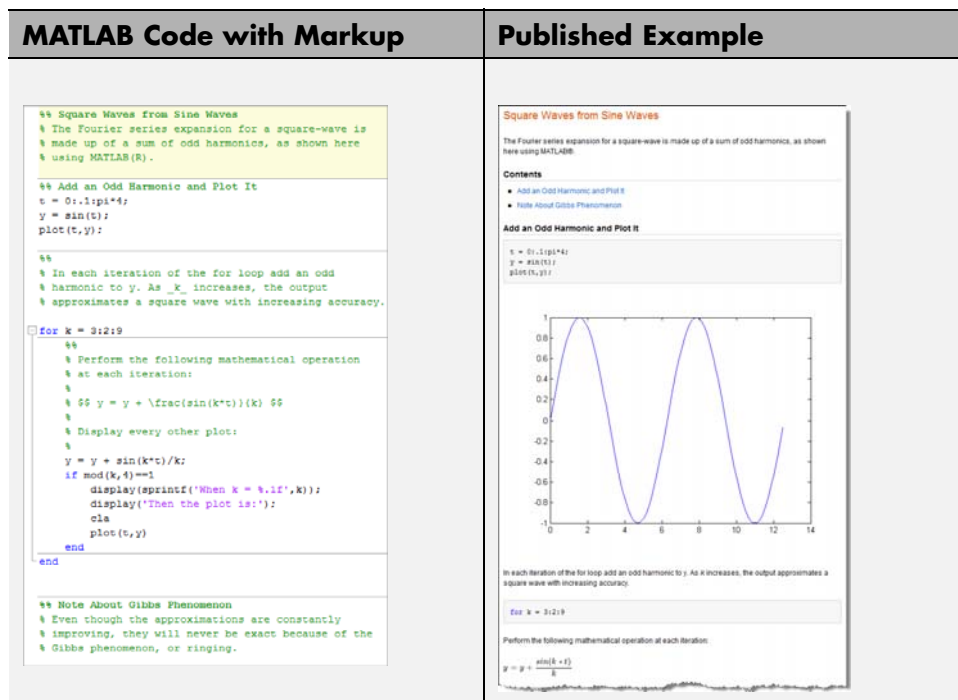 MATLAB Code with Markup
Published Example
%% Square Waves from Sine Waves
% The Fourier series expansion for a square-wave is
% made up of a sum of odd harmonics, as shown here
% using MATLAB(R).
%% Add an Odd Harmonic and Plot It
t = 0:.1:pi*4;
y = sin(t);
plot(t,y);
%%
% In each iteration of the for loop add an odd
% harmonic to y. As _k_ increases, the output
% approximates a square wave with increasing accuracy.
for k = 3:2:9
%%
% Perform the following mathematical operation
% at each iteration:
%
% $$ y = y + \frac{sin(k*t)}{k} $$
%
% Display every other plot:
%
y = y + sin(k*t)/k;
if mod(k,4)==1
display(sprintf('When k = %.1f',k));
display('Then the plot is:');
cla
plot(t,y)
end
end
%% Note About Gibbs Phenomenon
% Even though the approximations are constantly
% improving, they will never be exact because of the
% Gibbs phenomenon, or ringing.
Square Waves from Sine Waves
The Fourier series expansion for a square-wave is made up of a sum of odd harmonics, as shown
here using MATLAB®.
Contents
■ Add an Odd Harmonic and Plot It
■ Note About Gibbs Phenomenon
Add an Odd Harmonic and Plot It
t = 0:.1:pi*4;
y = sin(t);
plot(t,y);
1
0.8
0.6
0.4
0.2
0
-0.2
-0.4
-0.6
-0.8
-1
0 2 4 6 8 10 12 14
In each iteration of the for loop add an odd harmonic to y. As k increases, the output approximates a
square wave with increasing accuracy.
for k = 3:2:9
Perform the following mathematical operation at each iteration:
y = y + sin(k * t)
k